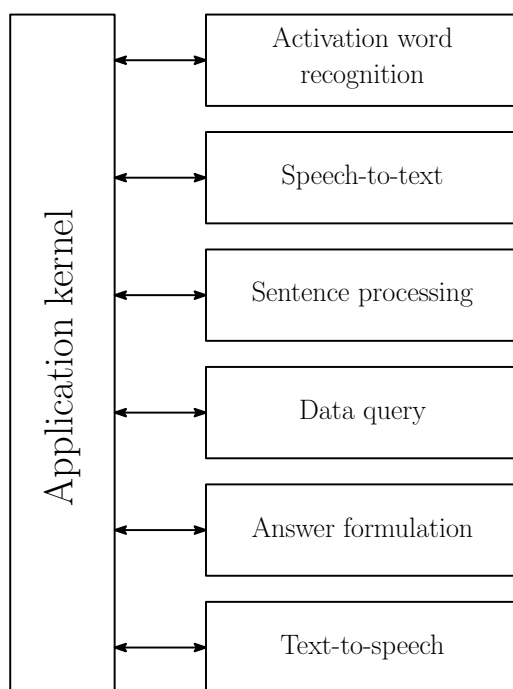 Application kernel
Activation word
recognition
Speech-to-text
Sentence processing
Data query
Answer formulation
Text-to-speech